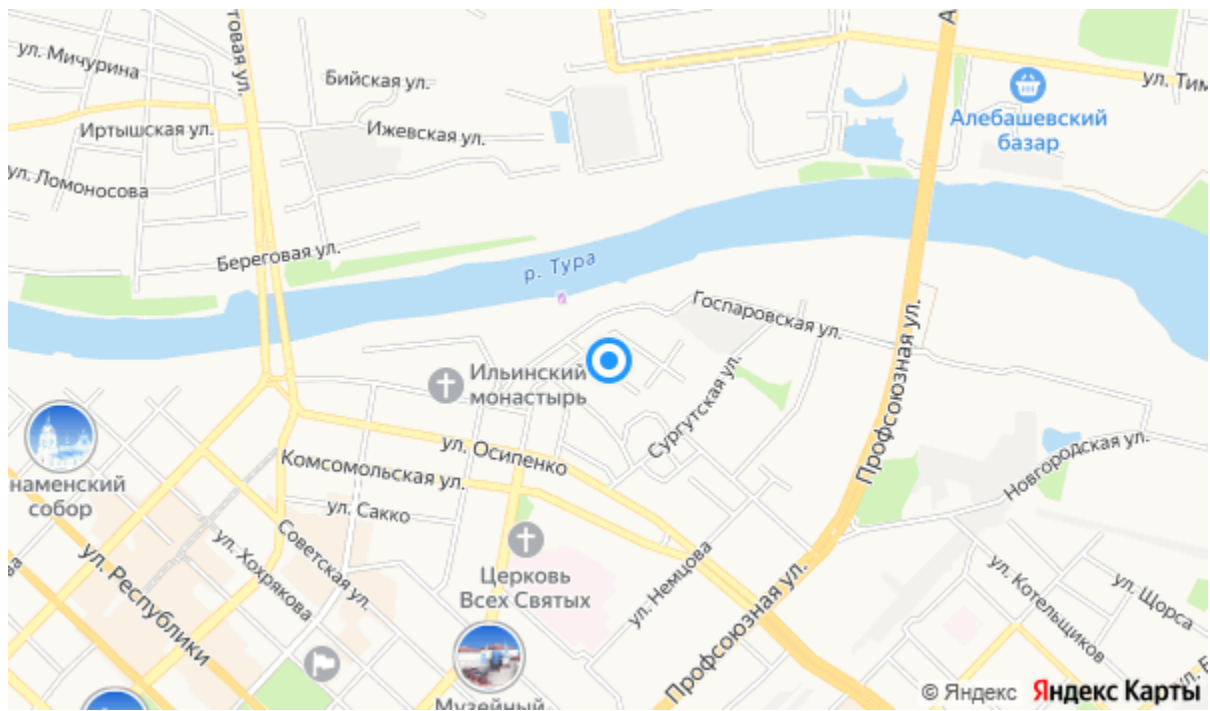 товая ул.
ул. Мичурина
Бийская ул.
А
ул. Тим
Иртышская ул.
Ижевская ул.
Алебашевский
базар
ул. Ломоносова
Береговая ул.
р. Тура
Госпаровская ул.
Профсоюзная ул.
Ильинский
монастырь
Сургутская ул.
ул. Осипенко
Новгородская ул.
Комсомольская ул.
наменский
собор
ул. Сакко
Советская ул.
ул. Хохрякова
ул. Республики
Церковь
Всех Святых
ул. Немцова
Профсоюзная ул.
ул. Котельщиков
ул. Щорса
Музейный
© Яндекс Яндекс Карты